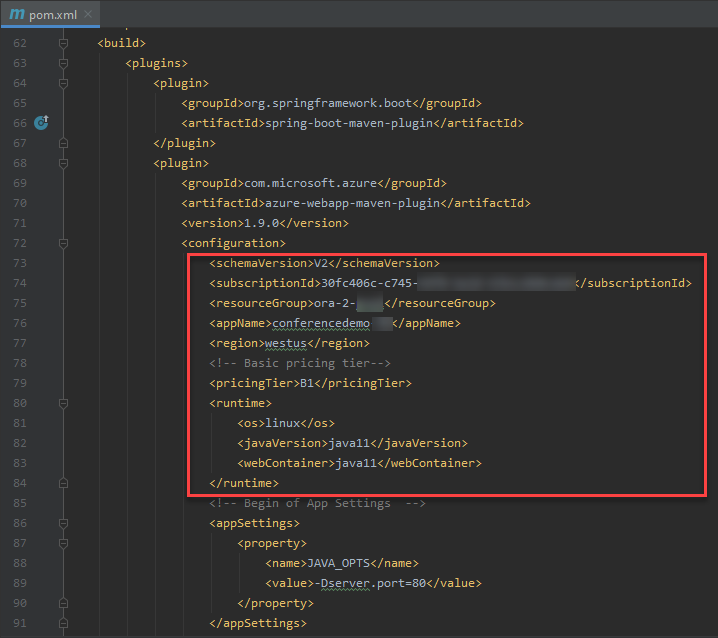 pom.xml
62 <build>
63 <plugins>
64 <plugin>
65 <groupId>org.springframework.boot</groupId>
66 <artifactId>spring-boot-maven-plugin</artifactId>
67 </plugin>
68 <plugin>
69 <groupId>com.microsoft.azure</groupId>
70 <artifactId>azure-webapp-maven-plugin</artifactId>
71 <version>1.9.0</version>
72 <configuration>
73 <schemaVersion>V2</schemaVersion>
74 <subscriptionId>30fc406c-c745-</subscriptionId>
75 <resourceGroup>ora-2-</resourceGroup>
76 <appName>conferencedemo</appName>
77 <region>westus</region>
78 <!-- Basic pricing tier-->
79 <pricingTier>B1</pricingTier>
80 <runtime>
81 <os>linux</os>
82 <javaVersion>java11</javaVersion>
83 <webContainer>java11</webContainer>
84 </runtime>
85 <!-- Begin of App Settings  -->
86 <appSettings>
87 <property>
88 <name>JAVA_OPTS</name>
89 <value>-Dserver.port=80</value>
90 </property>
91 </appSettings>